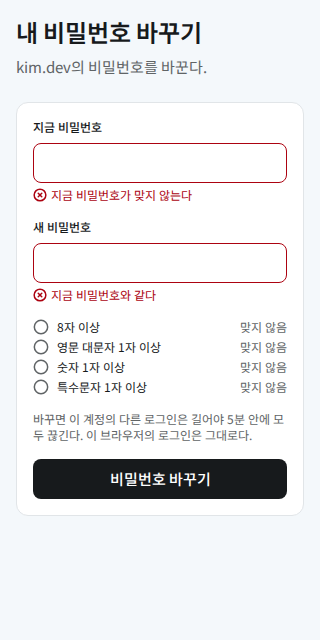 내 비밀번호 바꾸기
kim.dev의 비밀번호를 바꾼다.
지금 비밀번호
지금 비밀번호가 맞지 않는다
새 비밀번호
지금 비밀번호와 같다
8자 이상 맞지 않음
영문 대문자 1자 이상 맞지 않음
숫자 1자 이상 맞지 않음
특수문자 1자 이상 맞지 않음
바꾸면 이 계정의 다른 로그인은 길어야 5분 안에 모
두 끊긴다. 이 브라우저의 로그인은 그대로다.
비밀번호 바꾸기